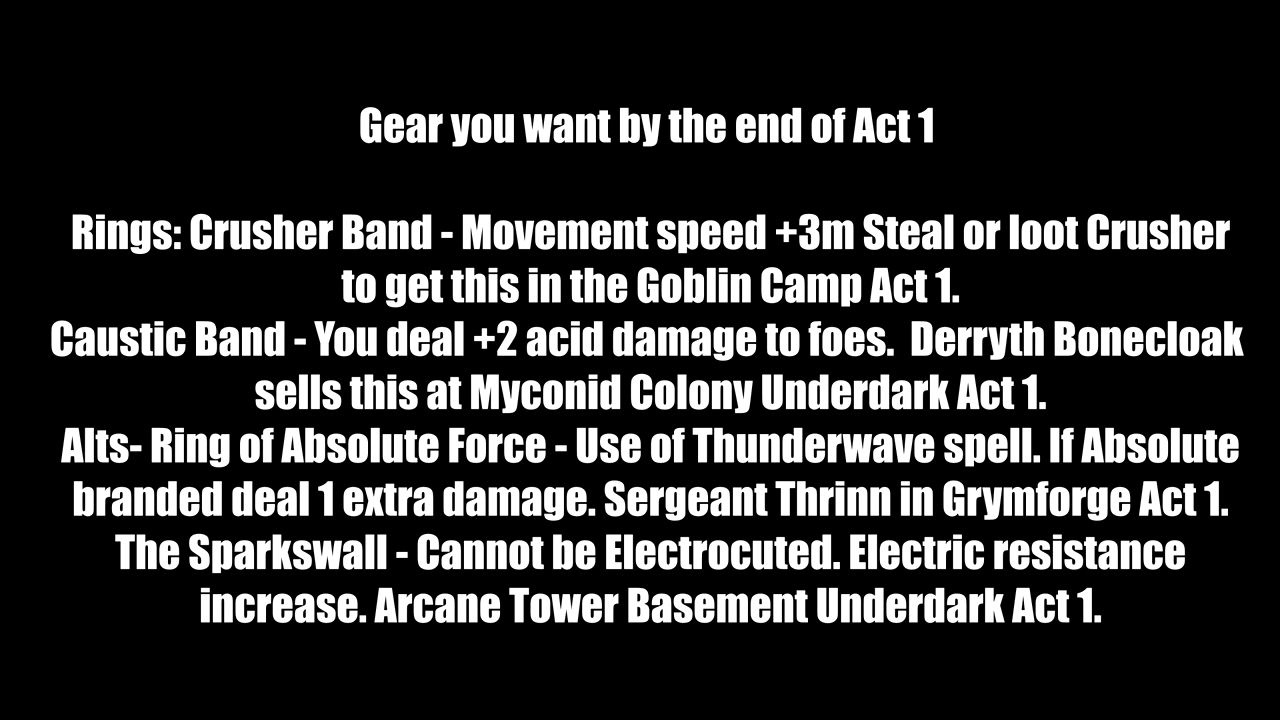 Gear you want by the end of Act 1
Rings: Crusher Band - Movement speed +3m Steal or loot Crusher
to get this in the Goblin Camp Act 1.
Caustic Band - You deal +2 acid damage to foes.  Derryth Bonecloak
sells this at Myconid Colony Underdark Act 1.
Alts- Ring of Absolute Force - Use of Thunderwave spell. If Absolute
branded deal 1 extra damage. Sergeant Thrinn in Grymforge Act 1.
The Sparkswall - Cannot be Electrocuted. Electric resistance
increase. Arcane Tower Basement Underdark Act 1.